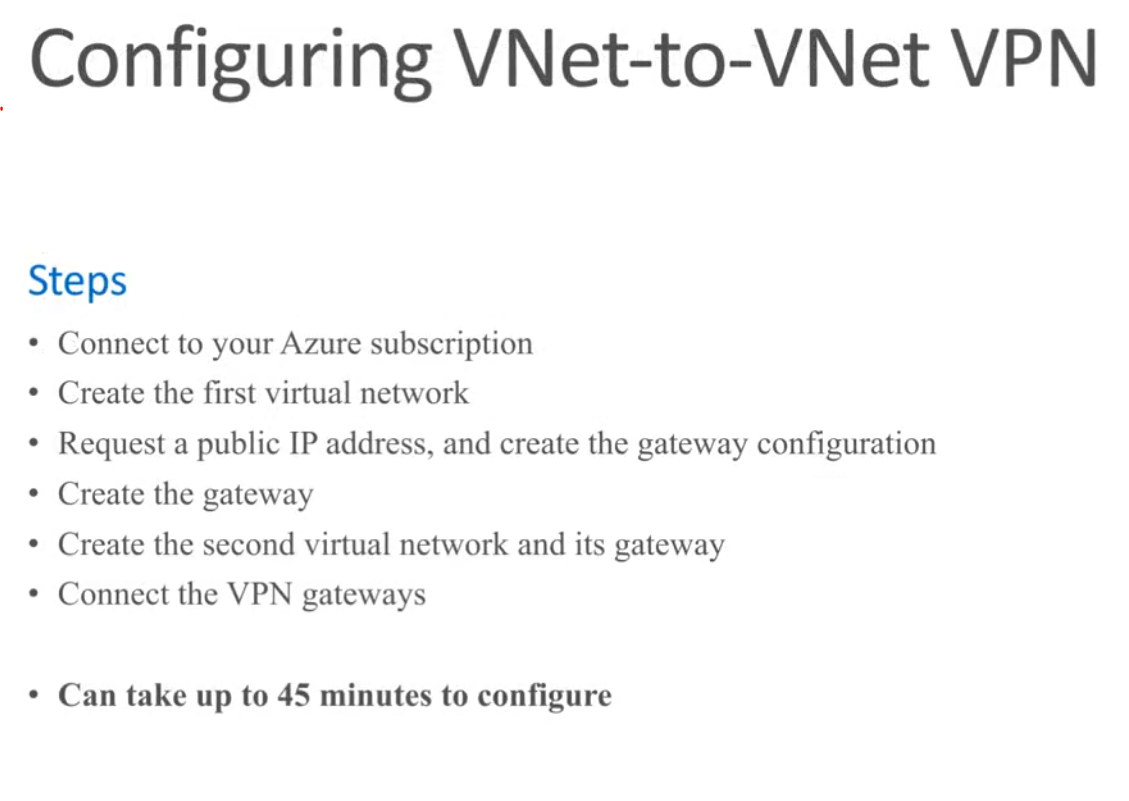 Configuring VNet-to-VNet VPN
Steps
• Connect to your Azure subscription
• Create the first virtual network
• Request a public IP address, and create the gateway configuration
• Create the gateway
• Create the second virtual network and its gateway
• Connect the VPN gateways
• Can take up to 45 minutes to configure